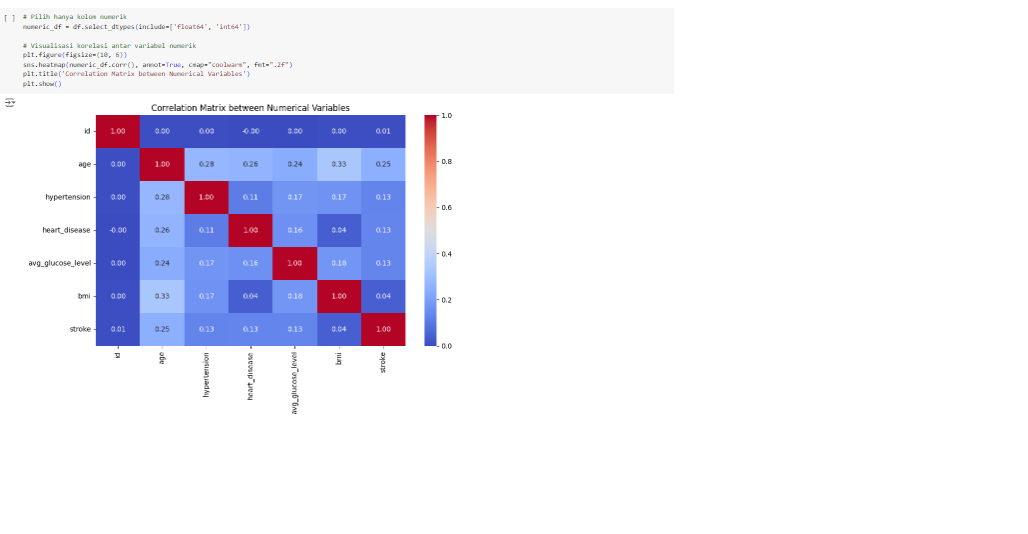 [ ]
# Pilih hanya kolom numerik
numeric_df = df.select_dtypes(include=['float64', 'int64'])
# Visualisasi korelasi antar variabel numerik
plt.figure(figsize=(10, 6))
sns.heatmap(numeric_df.corr(), annot=True, cmap="coolwarm", fmt=".2f")
plt.title('Correlation Matrix between Numerical Variables')
plt.show()
Correlation Matrix between Numerical Variables
id 1.00 0.00 0.00 -0.00 0.00 0.00 0.01
age 0.00 1.00 0.28 0.26 0.24 0.33 0.25
hypertension 0.00 0.28 1.00 0.11 0.17 0.17 0.13
heart_disease -0.00 0.26 0.11 1.00 0.16 0.04 0.13
avg_glucose_level 0.00 0.24 0.17 0.16 1.00 0.18 0.13
bmi 0.00 0.33 0.17 0.04 0.18 1.00 0.04
stroke 0.01 0.25 0.13 0.13 0.13 0.04 1.00
id age hypertension heart_disease avg_glucose_level bmi stroke
1.0
0.8
0.6
0.4
0.2
0.0